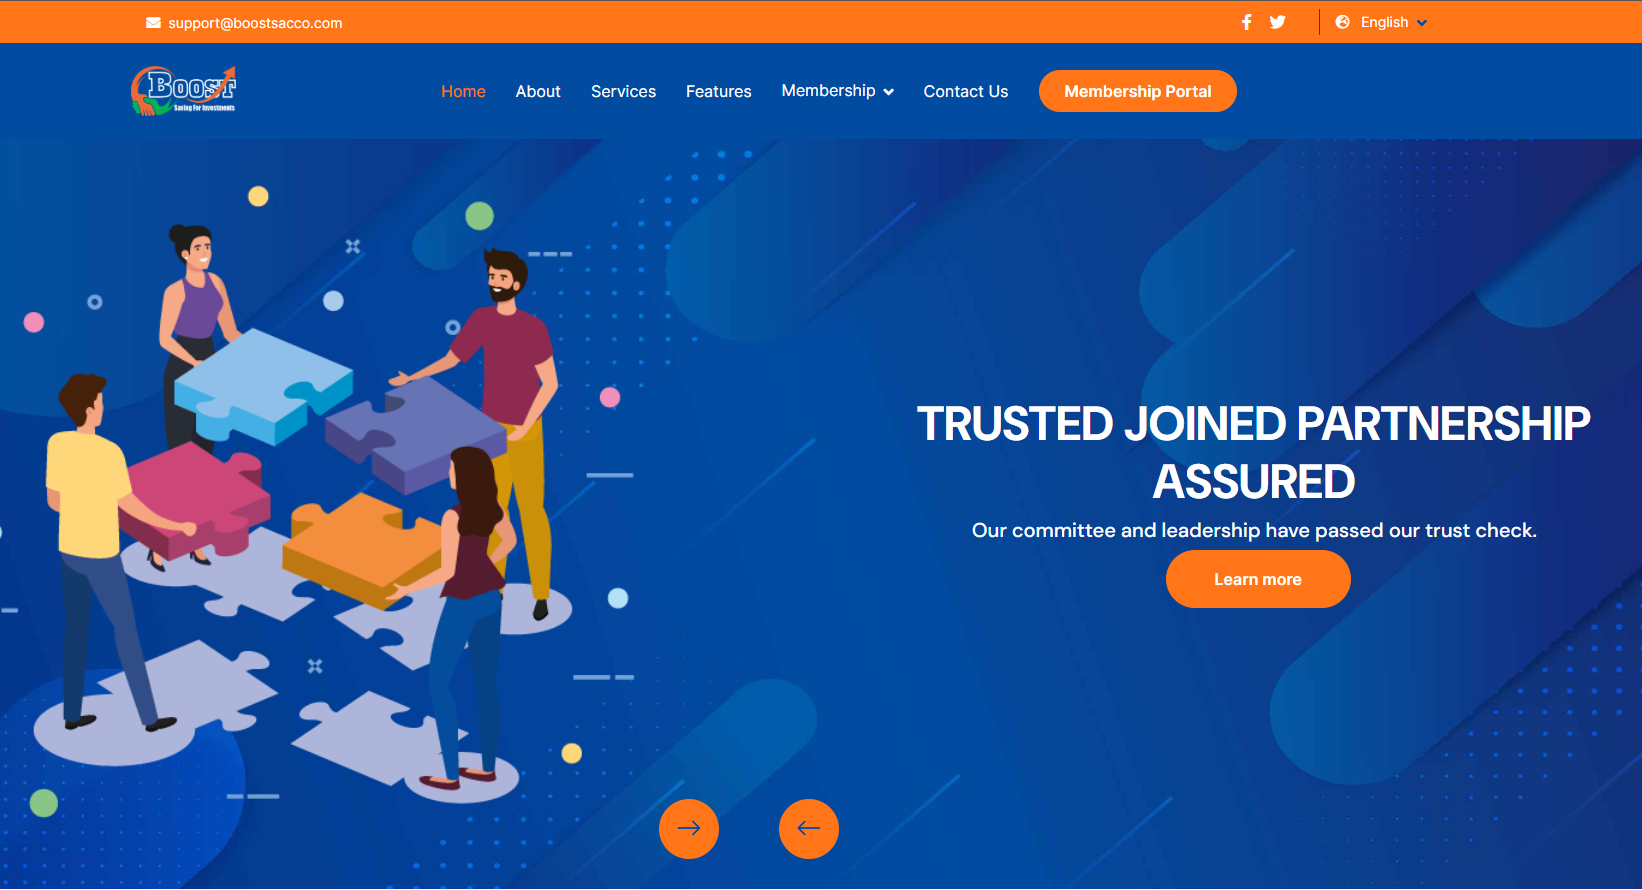 support@boostsacco.com
English
Boost
Saving For Investments
Home About Services Features Membership Contact Us Membership Portal
TRUSTED JOINED PARTNERSHIP
ASSURED
Our committee and leadership have passed our trust check.
Learn more